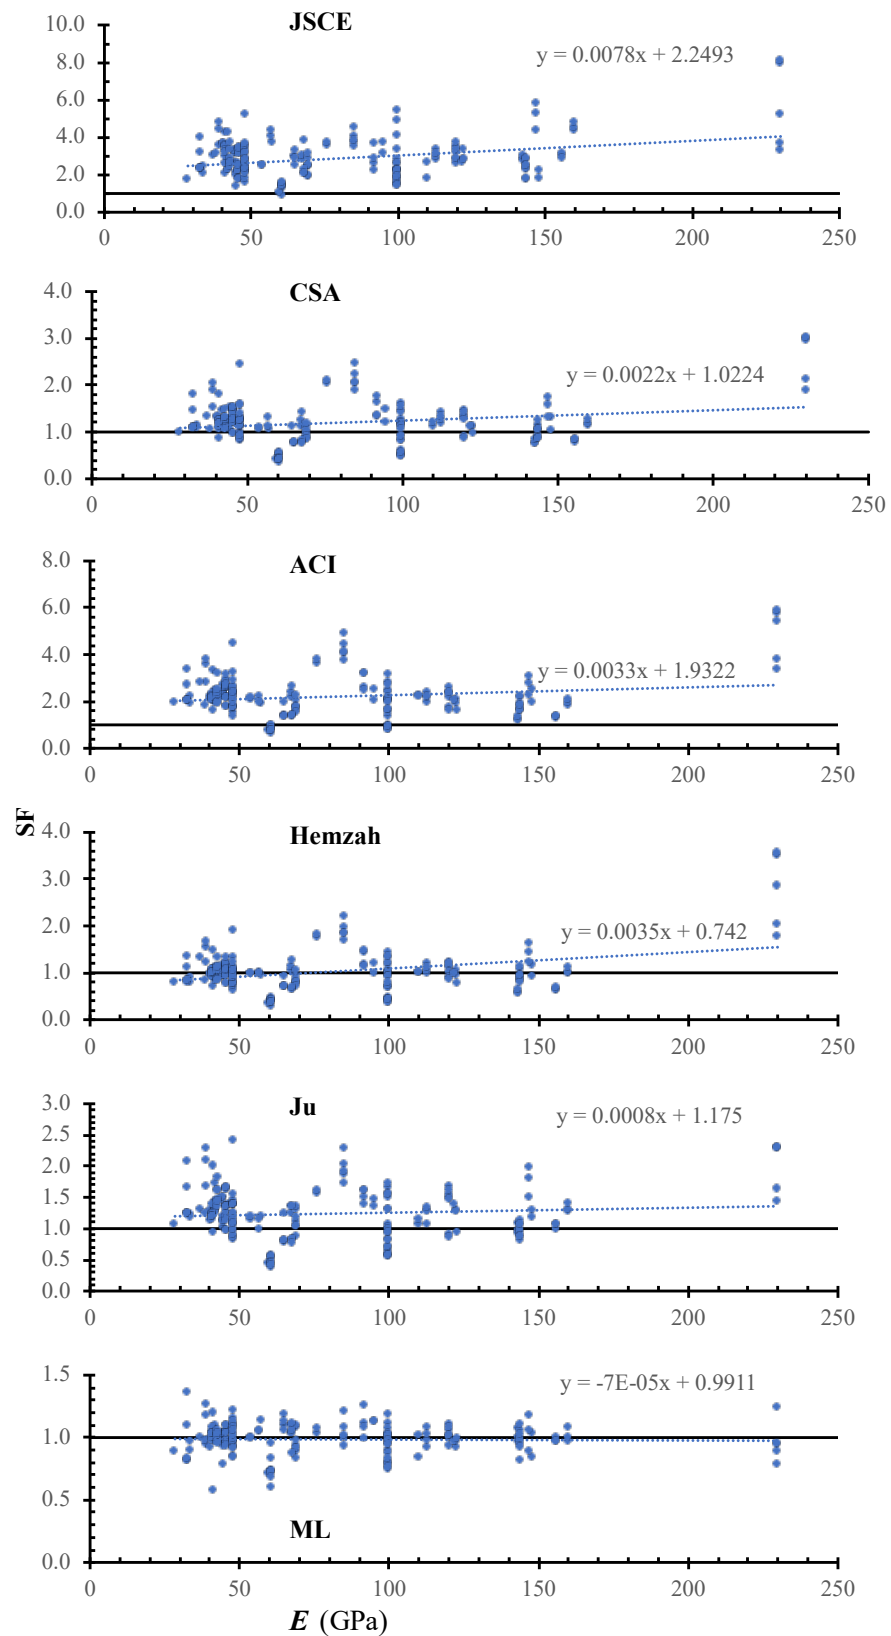 JSCE
y = 0.0078x + 2.2493
10.0
8.0
6.0
4.0
2.0
0.0
0 50 100 150 200 250
CSA
y = 0.0022x + 1.0224
4.0
3.0
2.0
1.0
0.0
0 50 100 150 200 250
ACI
y = 0.0033x + 1.9322
8.0
6.0
4.0
2.0
0.0
0 50 100 150 200 250
SF
Hemzah
y = 0.0035x + 0.742
4.0
3.0
2.0
1.0
0.0
0 50 100 150 200 250
Ju
y = 0.0008x + 1.175
3.0
2.5
2.0
1.5
1.0
0.5
0.0
0 50 100 150 200 250
y = -7E-05x + 0.9911
1.5
1.0
0.5
0.0
ML
0 50 100 150 200 250
E (GPa)